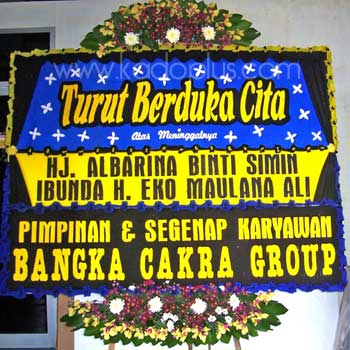 www.kadoplus.com
Turut Berduka Cita
Atas Meninggalnya
HJ. ALBARINA BINTI SIMIN
IBUNDA H. EKO MAULANA ALI
PIMPINAN & SEGENAP KARYAWAN
BANGKA CAKRA GROUP